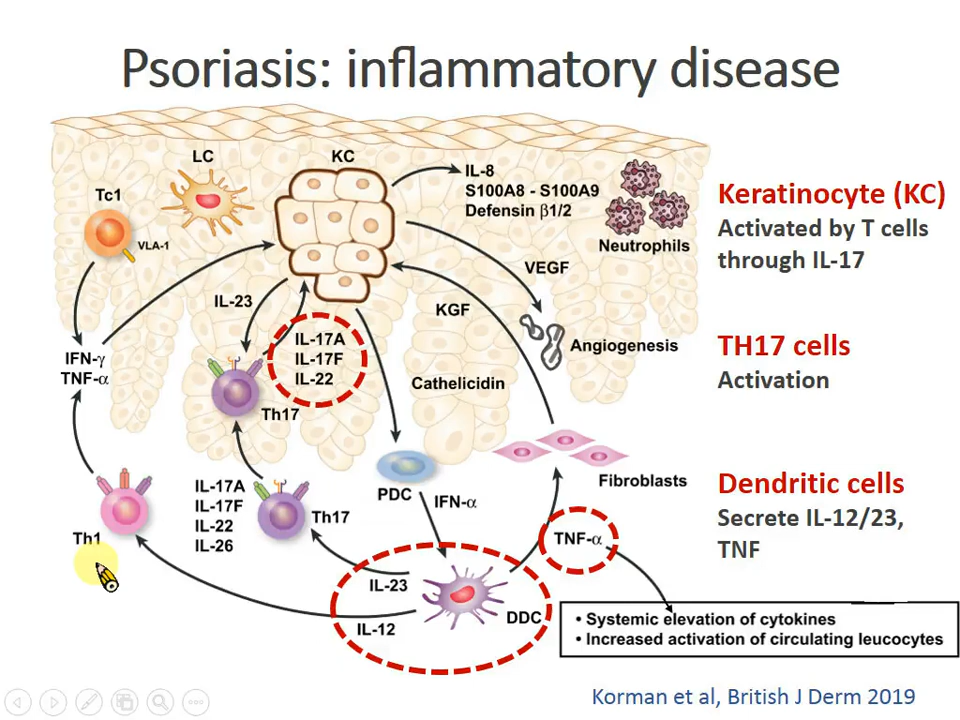 Psoriasis: inflammatory disease
LC
KC
Tc1
VLA-1
IL-8
S100A8 - S100A9
Defensin β1/2
Neutrophils
VEGF
IL-23
KGF
IL-17A
IL-17F
IL-22
Angiogenesis
IFN-γ
TNF-α
Cathelicidin
Th17
Fibroblasts
PDC
IFN-α
IL-17A
IL-17F
IL-22
IL-26
Th17
Th1
TNF-α
IL-23
DDC
IL-12
• Systemic elevation of cytokines
• Increased activation of circulating leucocytes
Keratinocyte (KC)
Activated by T cells
through IL-17
TH17 cells
Activation
Dendritic cells
Secrete IL-12/23,
TNF
Korman et al, British J Derm 2019